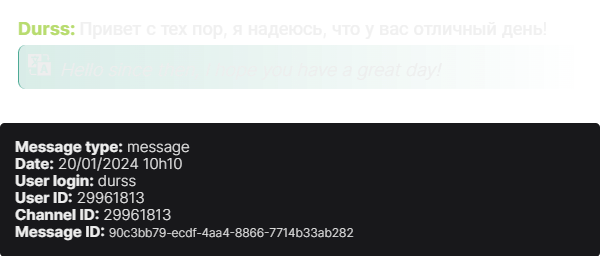 Durss: Привет с тех пор, я надеюсь, что у вас отличный день!
Hello you have a great day!
Message type: message
Date: 20/01/2024 10h10
User login: durss
User ID: 29961813
Channel ID: 29961813
Message ID: 90c3bb79-ecdf-4aa4-8866-7714b33ab282